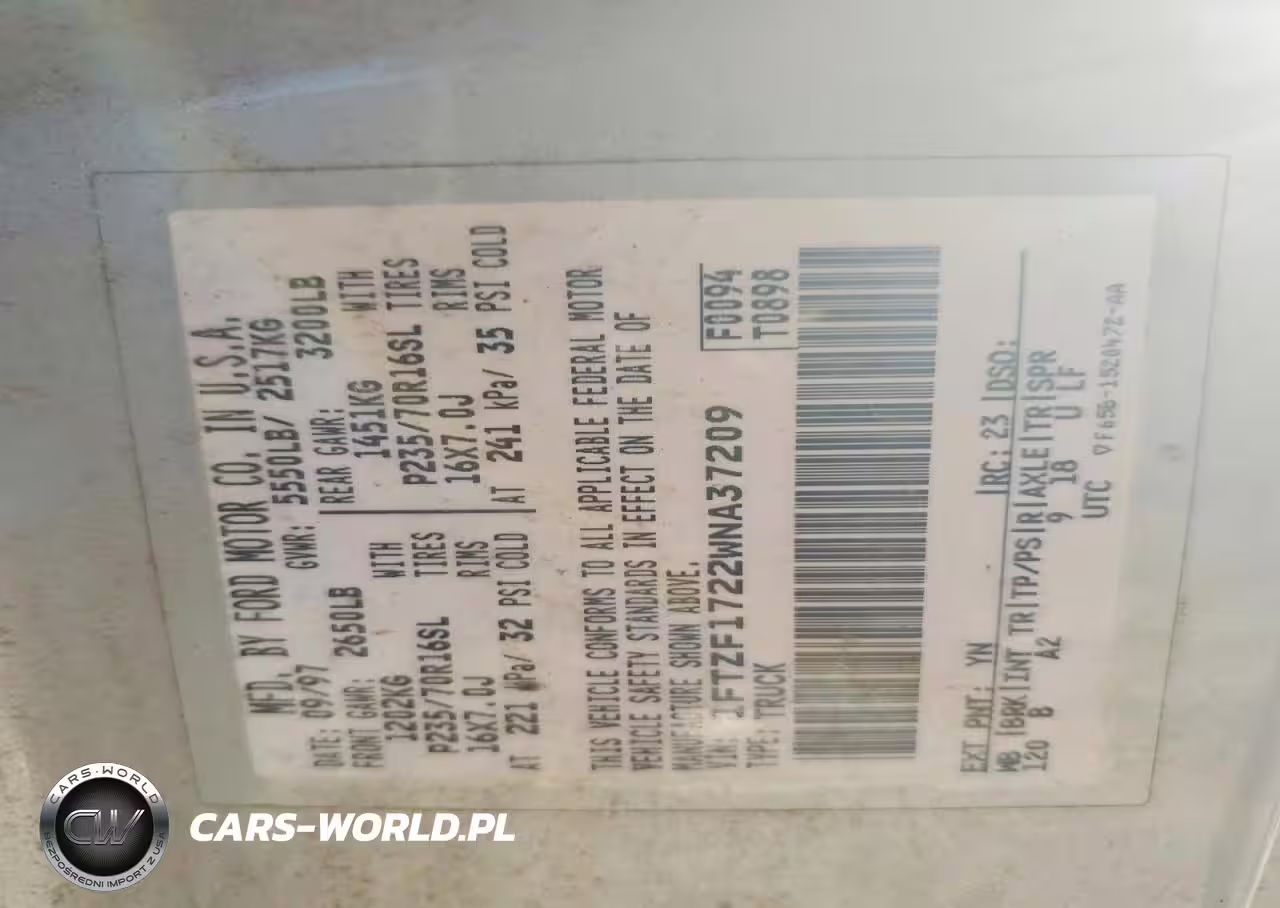 MFD. BY FORD MOTOR CO. IN U.S.A.
DATE: 09/97 GVWR: 5550LB/ 2517KG
FRONT GAWR: 2650LB REAR GAWR: 3200LB
1202KG WITH 1451KG WITH
P235/70R16SL TIRES P235/70R16SL TIRES
16X7.0J RIMS 16X7.0J RIMS
AT 221 kPa/ 32 PSI COLD AT 241 kPa/ 35 PSI COLD
THIS VEHICLE CONFORMS TO ALL APPLICABLE FEDERAL MOTOR
VEHICLE SAFETY STANDARDS IN EFFECT ON THE DATE OF
MANUFACTURE SHOWN ABOVE.
VIN: 1FTZF1722WNA37209 F0094
TYPE: TRUCK T0898
EXT PNT: YN RC: 23 DSO:
WB BRK INT TR TP/PS R AXLE TR SPR
120 B A2 9 18 U LF
UTC F65B-1520472-AA
CARS-WORLD
CW
BEZPOŚREDNI IMPORT Z USA
CARS-WORLD.PL